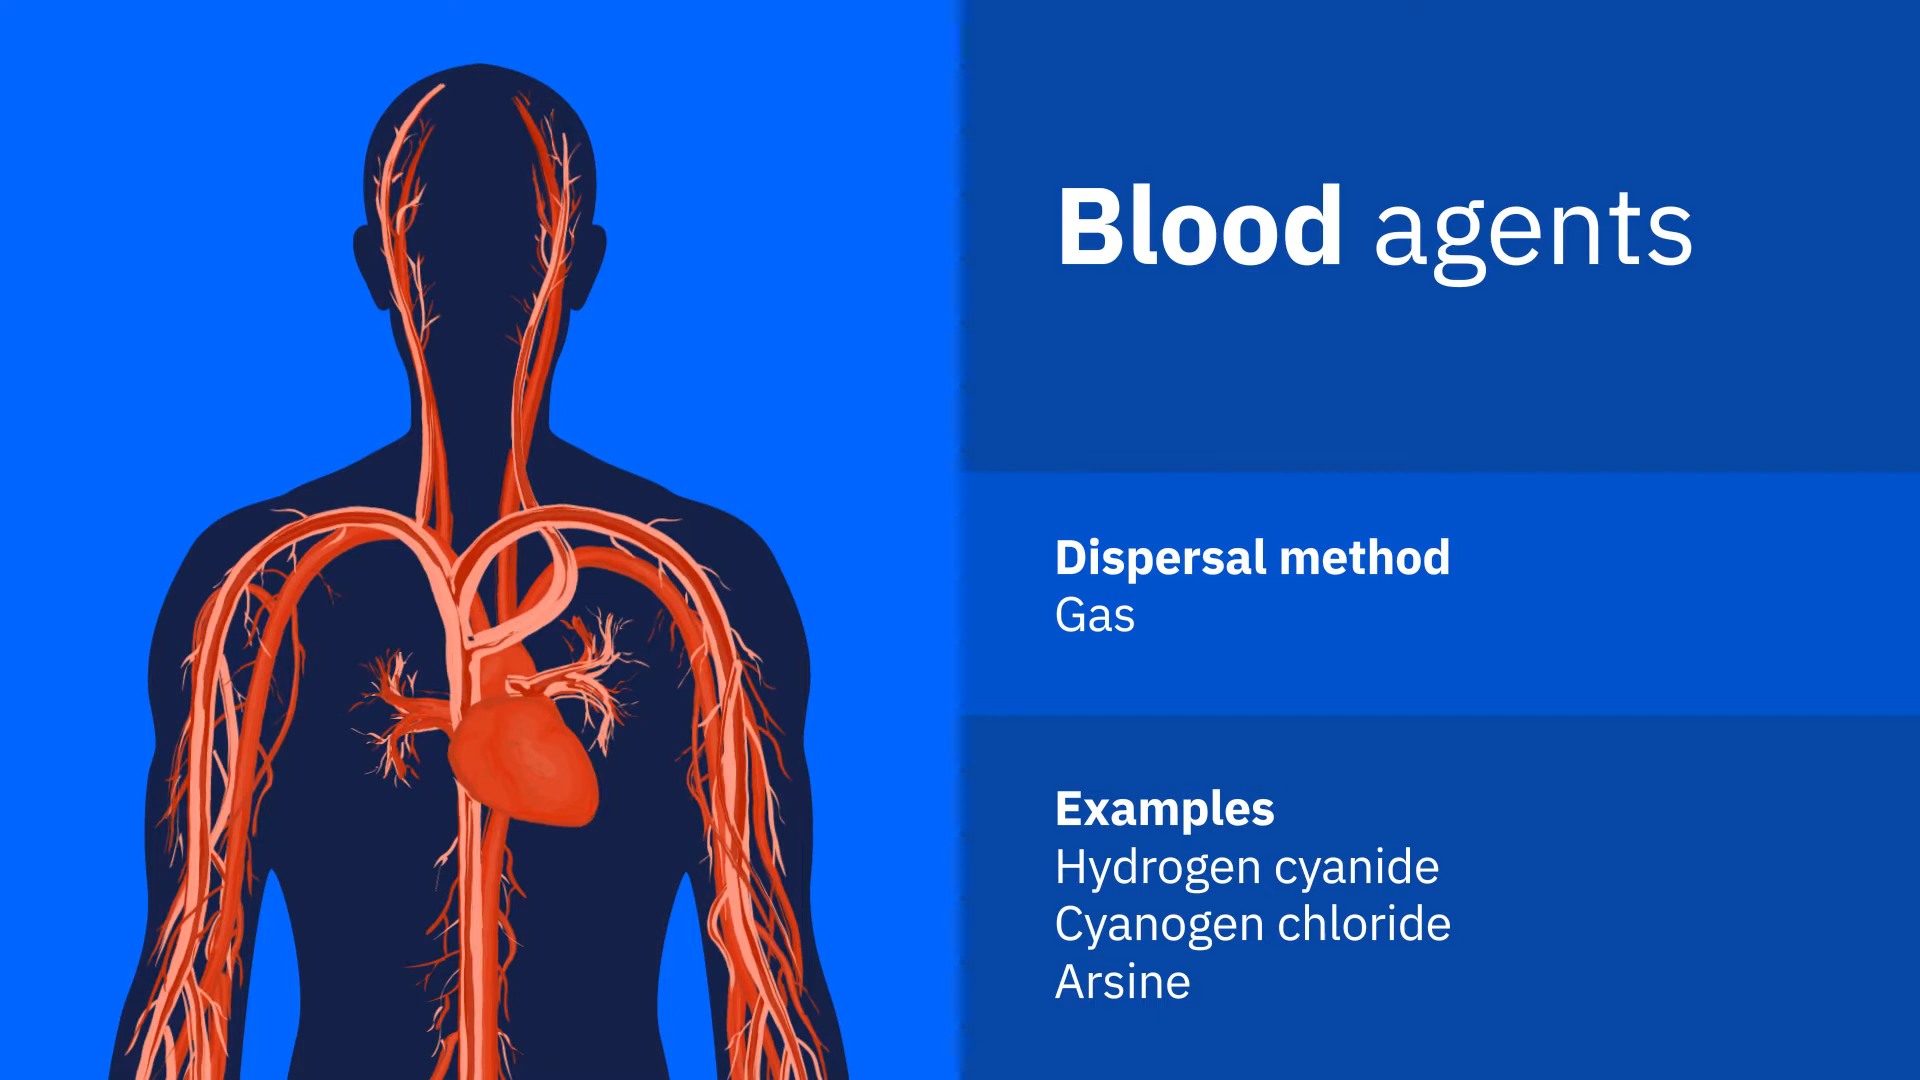 Blood agents
Dispersal method
Gas
Examples
Hydrogen cyanide
Cyanogen chloride
Arsine